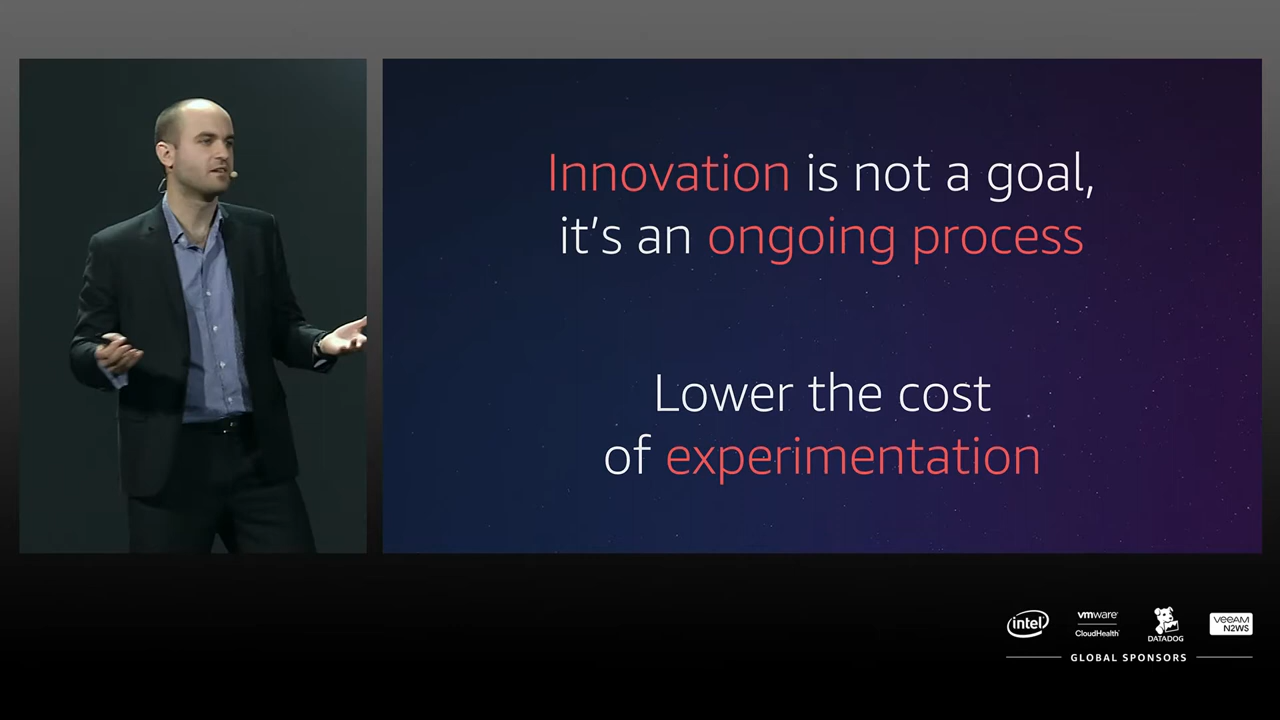 Innovation is not a goal,
it’s an ongoing process
Lower the cost
of experimentation
intel
vmware
CloudHealth
DATADOG
VEEAM
N2WS
GLOBAL SPONSORS